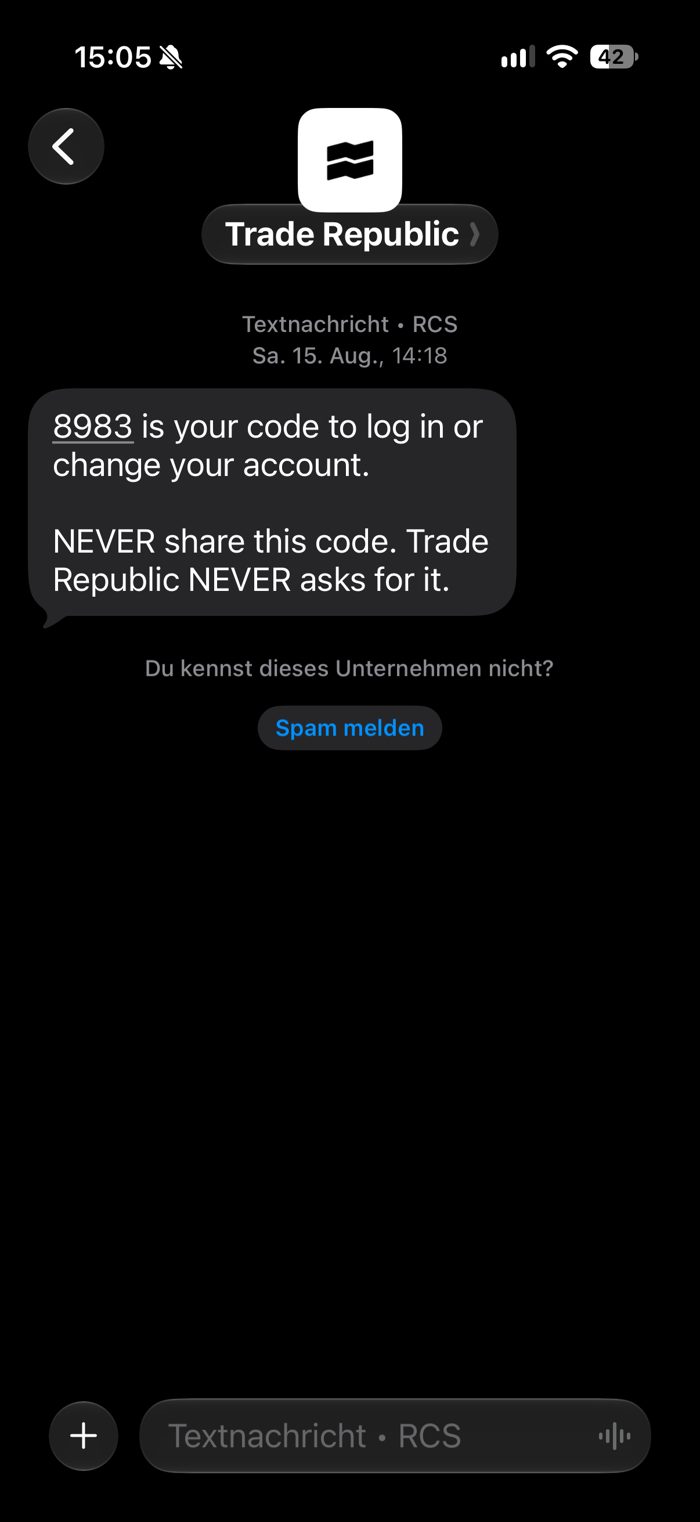 15:05
42
Trade Republic
Textnachricht • RCS
Sa. 15. Aug., 14:18
8983 is your code to log in or
change your account.
NEVER share this code. Trade
Republic NEVER asks for it.
Du kennst dieses Unternehmen nicht?
Spam melden
Textnachricht • RCS